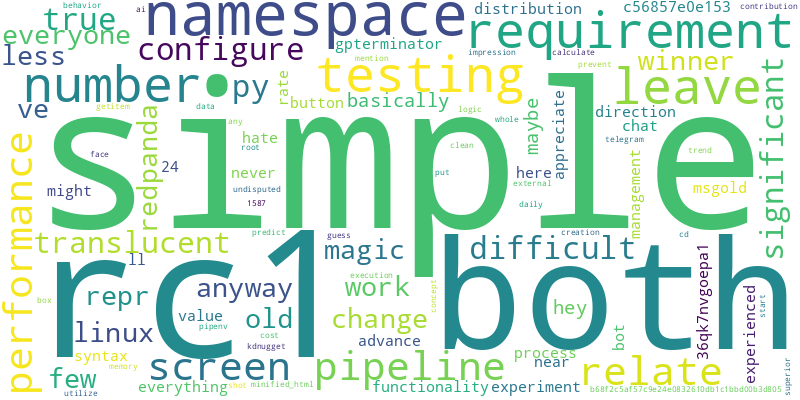 behavior
ai
namespace
distribution
c56857e0e153
contribution
true
everyone
configure
gpterminator
mention
impression
requirement
calculate
less
number
py
testing
rate
button
basically
prevent
winner
leave
ve
getitem
data
any
logic
whole
direction
chat
appreciate
maybe
significant
simple
redpanda
24
hate
root
clean
telegram
performance
face
never
here
put
external
trend
msgold
might
undisputed
1587
daily
management
translucent
predict
guess
creation
cd
rc1
both
ll
magic
difficult
repr
anyway
execution
concept
work
hey
36qk7nvgoepa1
experienced
start
box
linux
value
old
pipenv
change
advance
bot
syntax
cost
kdnugget
process
near
screen
pipeline
relate
memory
few
utilize
everything
shot
minified_html
functionality
experiment
b68f2c5af57c9e24e0832610db1c1bbd00b3d805
superior